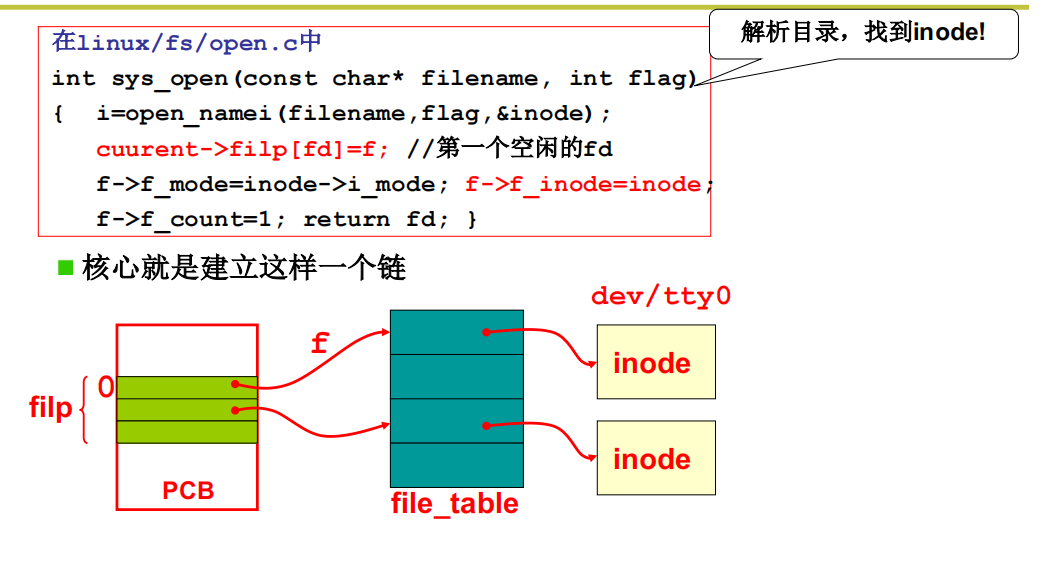 解析目录，找到inode!
在linux/fs/open.c中
int sys_open(const char* filename, int flag)
{ i=open_namei(filename,flag,&inode);
cuurent->filp[fd]=f; //第一个空闲的fd
f->f_mode=inode->i_mode; f->f_inode=inode;
f->f_count=1; return fd; }
核心就是建立这样一个链
dev/tty0
f
inode
0
filp
inode
PCB
file_table